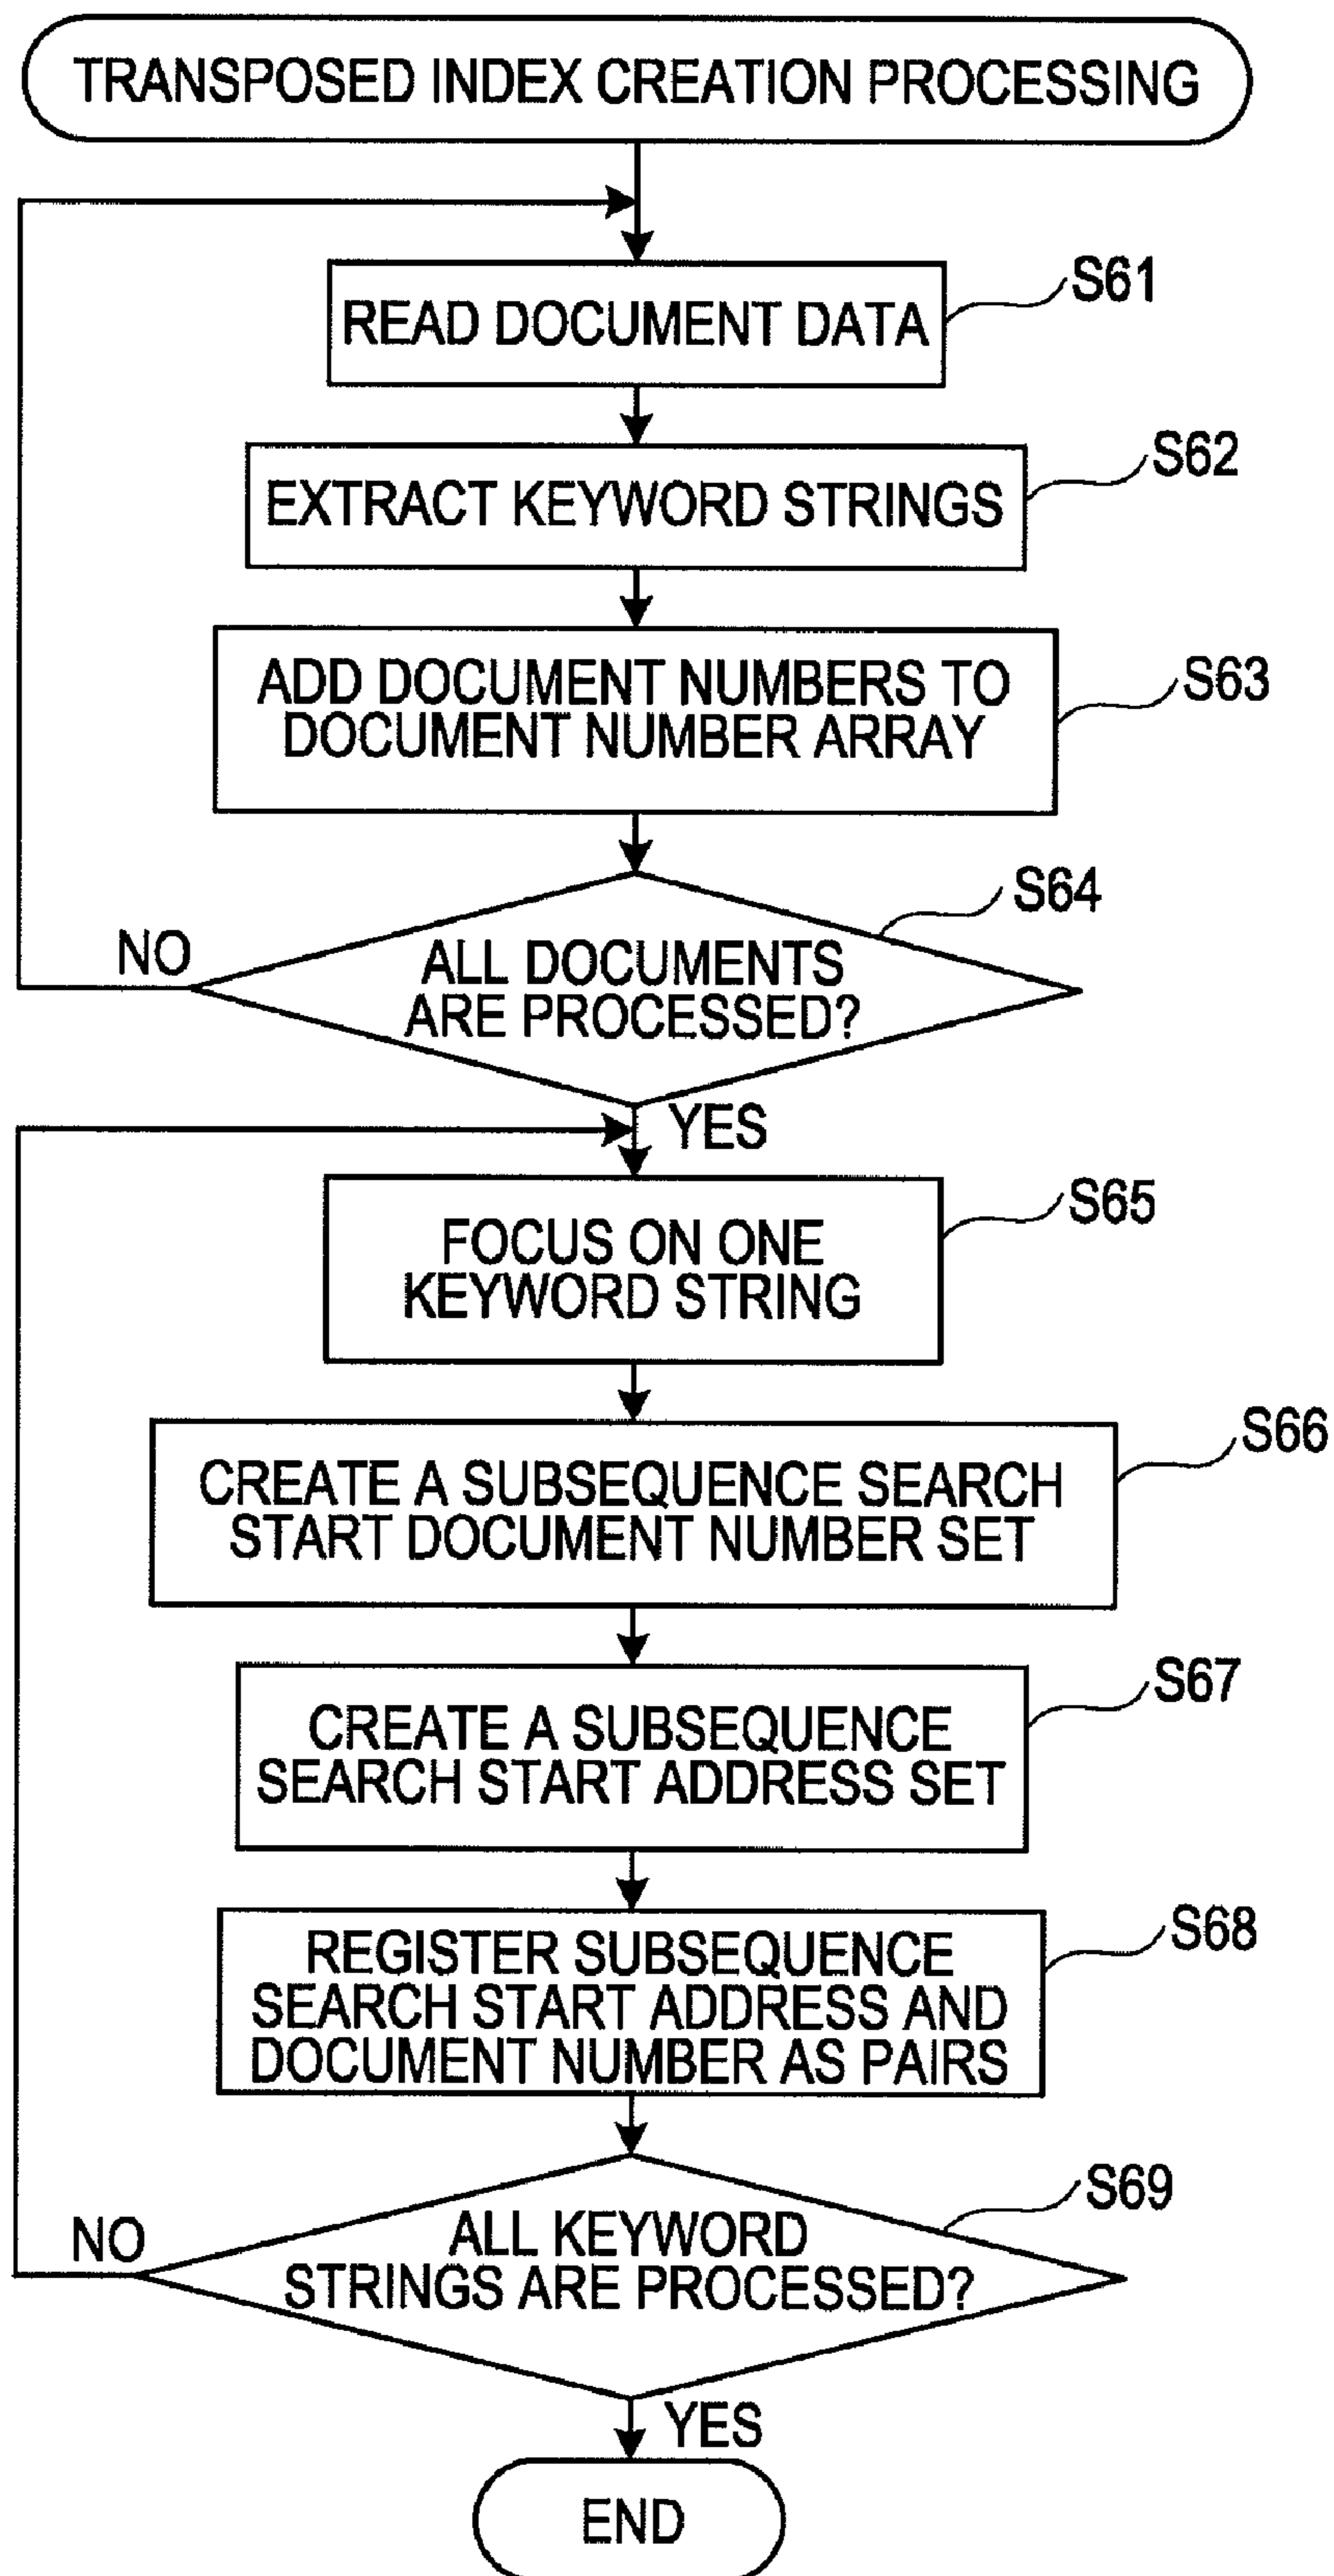 TRANSPOSED INDEX CREATION PROCESSING
S61
READ DOCUMENT DATA
S62
EXTRACT KEYWORD STRINGS
S63
ADD DOCUMENT NUMBERS TO
DOCUMENT NUMBER ARRAY
S64
NO
ALL DOCUMENTS
ARE PROCESSED?
YES
S65
FOCUS ON ONE
KEYWORD STRING
S66
CREATE A SUBSEQUENCE SEARCH
START DOCUMENT NUMBER SET
S67
CREATE A SUBSEQUENCE
SEARCH START ADDRESS SET
S68
REGISTER SUBSEQUENCE
SEARCH START ADDRESS AND
DOCUMENT NUMBER AS PAIRS
S69
NO
ALL KEYWORD
STRINGS ARE PROCESSED?
YES
END